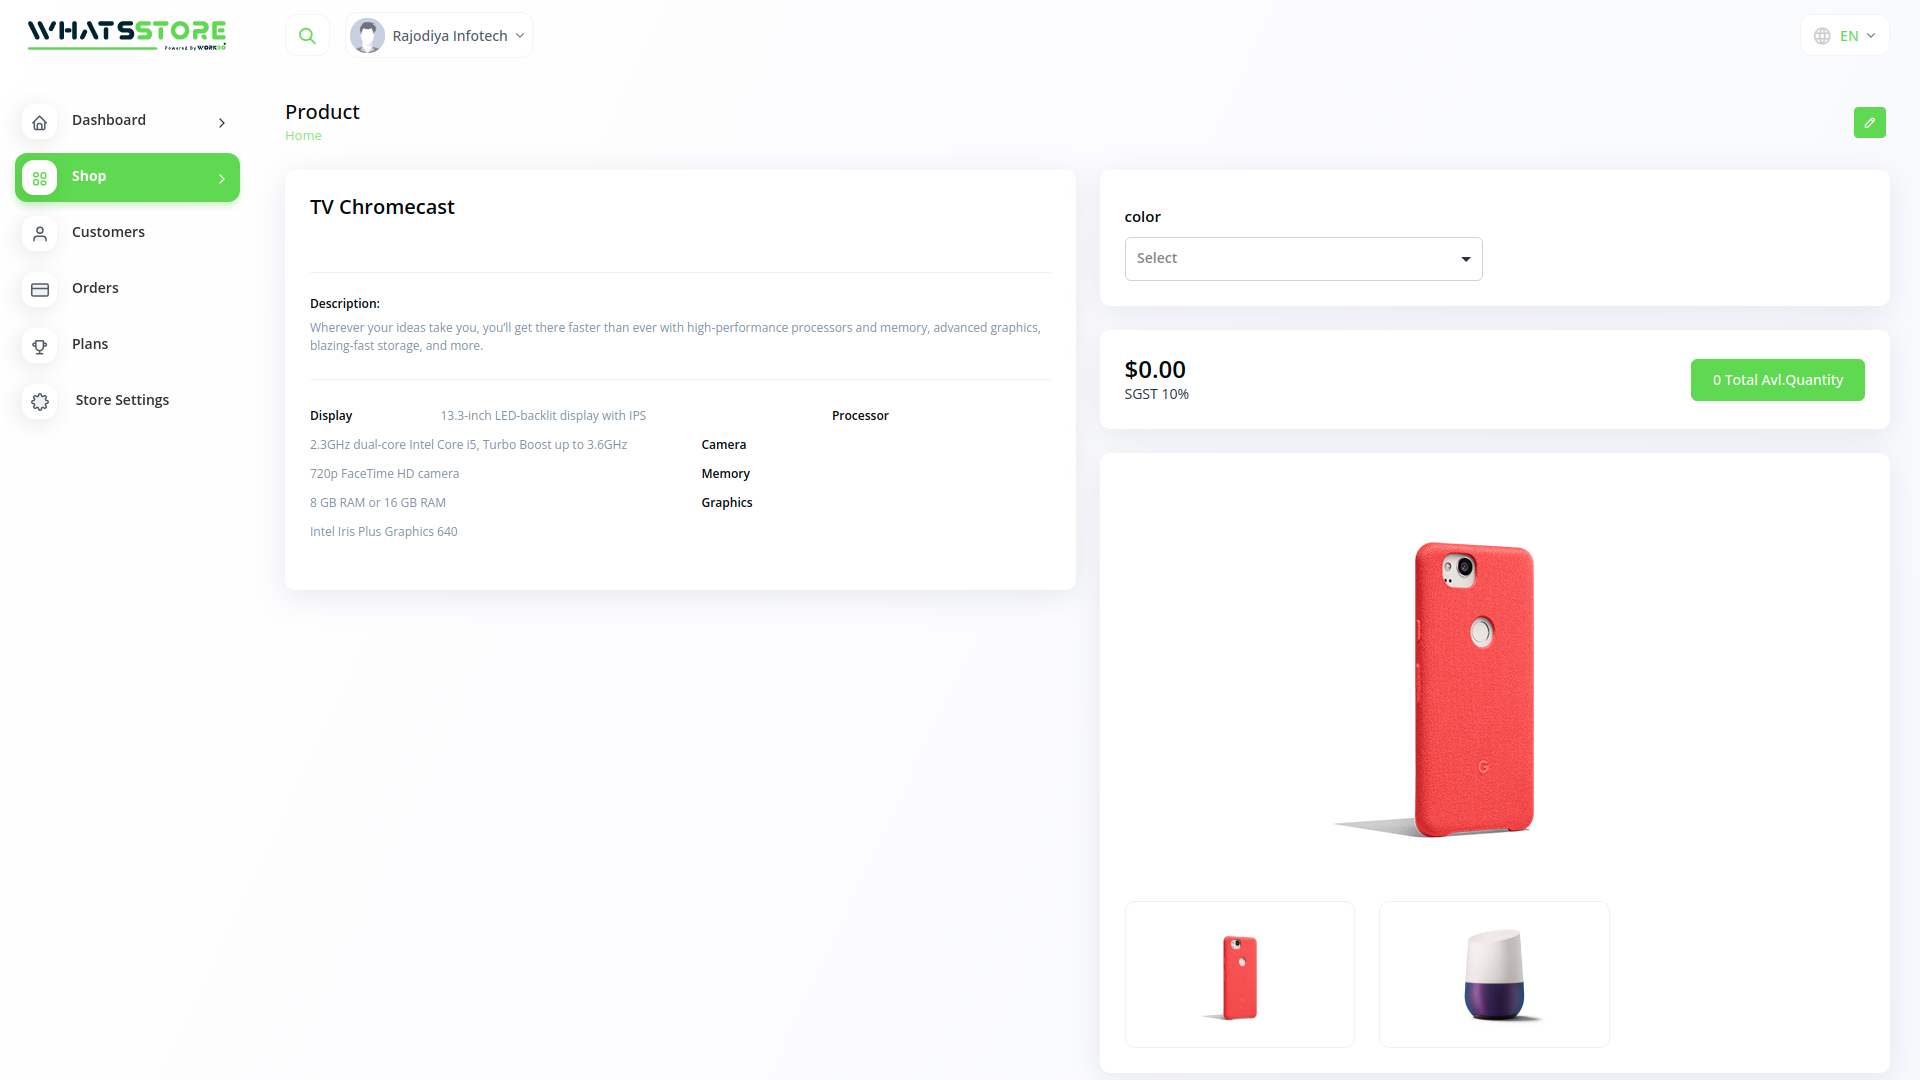 WHATSSTORE
Powered By WORKDO
Rajodiya Infotech
EN
Dashboard
Shop
Customers
Orders
Plans
Store Settings
Product
Home
TV Chromecast
Description:
Wherever your ideas take you, you'll get there faster than ever with high-performance processors and memory, advanced graphics,
blazing-fast storage, and more.
Display 13.3-inch LED-backlit display with IPS Processor
2.3GHz dual-core Intel Core i5, Turbo Boost up to 3.6GHz Camera
720p FaceTime HD camera Memory
8 GB RAM or 16 GB RAM Graphics
Intel Iris Plus Graphics 640
color
Select
$0.00
SGST 10%
0 Total Avl.Quantity
G